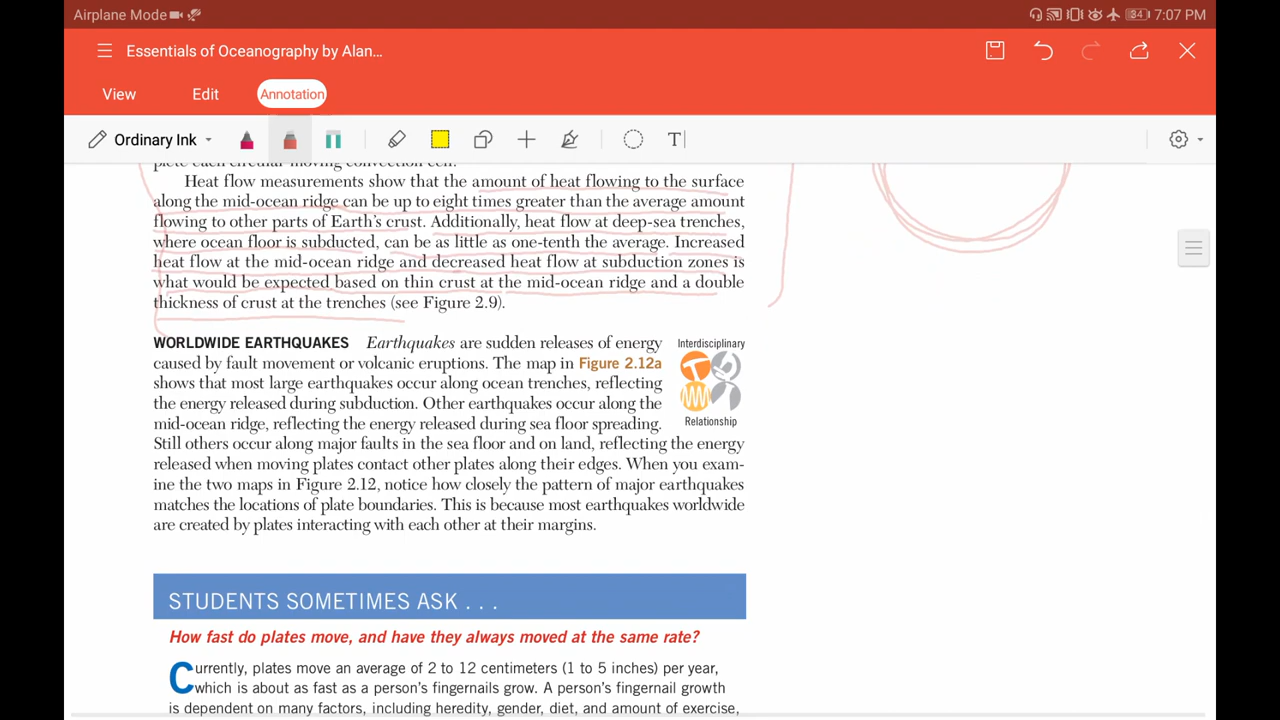 Airplane Mode
34 7:07 PM
Essentials of Oceanography by Alan...
View Edit Annotation
Ordinary Ink T
plete each circular moving convection cell.
Heat flow measurements show that the amount of heat flowing to the surface
along the mid-ocean ridge can be up to eight times greater than the average amount
flowing to other parts of Earth's crust. Additionally, heat flow at deep-sea trenches,
where ocean floor is subducted, can be as little as one-tenth the average. Increased
heat flow at the mid-ocean ridge and decreased heat flow at subduction zones is
what would be expected based on thin crust at the mid-ocean ridge and a double
thickness of crust at the trenches (see Figure 2.9).
WORLDWIDE EARTHQUAKES Earthquakes are sudden releases of energy
caused by fault movement or volcanic eruptions. The map in Figure 2.12a
shows that most large earthquakes occur along ocean trenches, reflecting
the energy released during subduction. Other earthquakes occur along the
mid-ocean ridge, reflecting the energy released during sea floor spreading.
Still others occur along major faults in the sea floor and on land, reflecting the energy
released when moving plates contact other plates along their edges. When you exam-
ine the two maps in Figure 2.12, notice how closely the pattern of major earthquakes
matches the locations of plate boundaries. This is because most earthquakes worldwide
are created by plates interacting with each other at their margins.
Interdisciplinary
Relationship
STUDENTS SOMETIMES ASK . . .
How fast do plates move, and have they always moved at the same rate?
Currently, plates move an average of 2 to 12 centimeters (1 to 5 inches) per year,
which is about as fast as a person's fingernails grow. A person's fingernail growth
is dependent on many factors, including heredity, gender, diet, and amount of exercise,